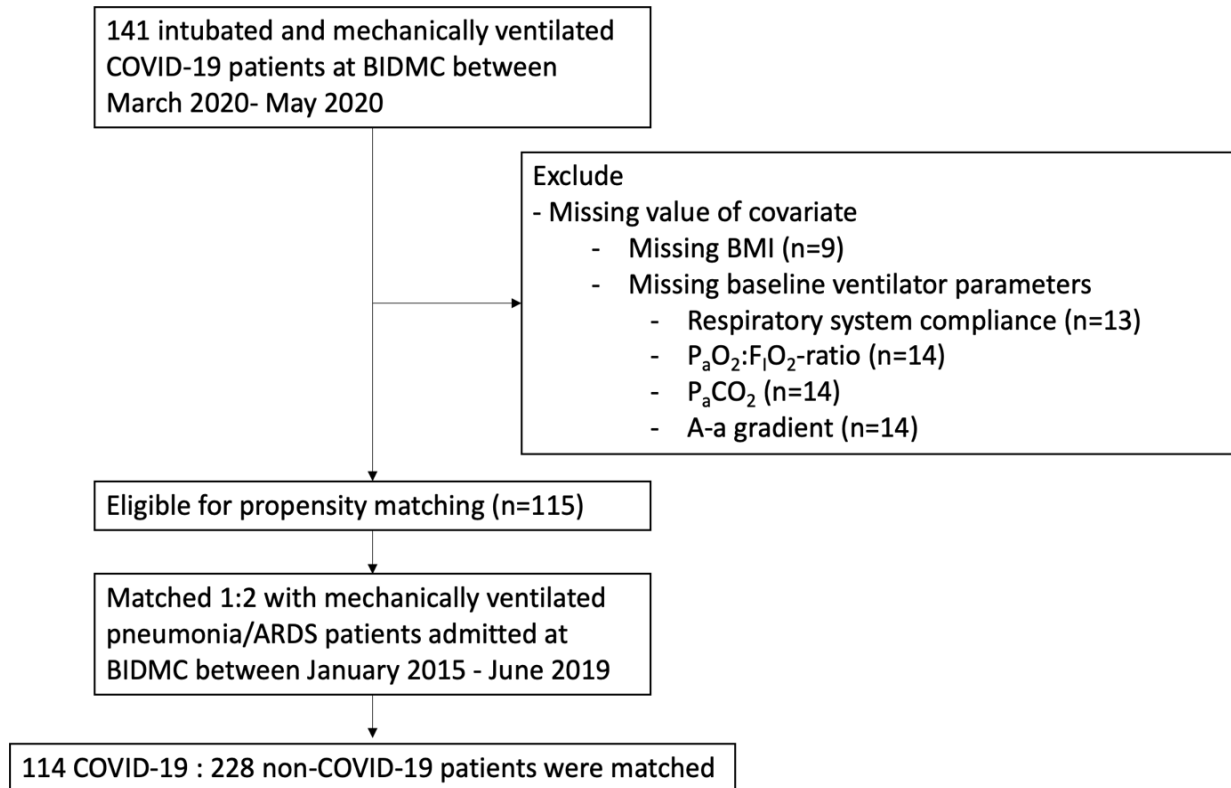 141 intubated and mechanically ventilated
COVID-19 patients at BIDMC between
March 2020- May 2020
Exclude
- Missing value of covariate
- Missing BMI (n=9)
- Missing baseline ventilator parameters
- Respiratory system compliance (n=13)
- PₐO₂:FᵢO₂-ratio (n=14)
- PₐCO₂ (n=14)
- A-a gradient (n=14)
Eligible for propensity matching (n=115)
Matched 1:2 with mechanically ventilated
pneumonia/ARDS patients admitted at
BIDMC between January 2015 - June 2019
114 COVID-19 : 228 non-COVID-19 patients were matched